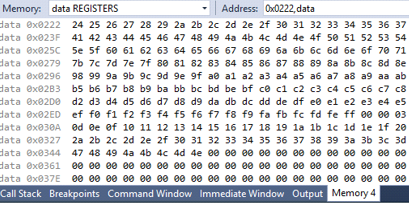 Memory: data REGISTERS Address: 0x0222,data
data 0x0222 24 25 26 27 28 29 2a 2b 2c 2d 2e 2f 30 31 32 33 34 35 36 37
data 0x023F 41 42 43 44 45 46 47 48 49 4a 4b 4c 4d 4e 4f 50 51 52 53 54
data 0x025C 5e 5f 60 61 62 63 64 65 66 67 68 69 6a 6b 6c 6d 6e 6f 70 71
data 0x0279 7b 7c 7d 7e 7f 80 81 82 83 84 85 86 87 88 89 8a 8b 8c 8d 8e
data 0x0296 98 99 9a 9b 9c 9d 9e 9f a0 a1 a2 a3 a4 a5 a6 a7 a8 a9 aa ab
data 0x02B3 b5 b6 b7 b8 b9 ba bb bc bd be bf c0 c1 c2 c3 c4 c5 c6 c7 c8
data 0x02D0 d2 d3 d4 d5 d6 d7 d8 d9 da db dc dd de df e0 e1 e2 e3 e4 e5
data 0x02ED ef f0 f1 f2 f3 f4 f5 f6 f7 f8 f9 fa fb fc fd fe ff 00 00
data 0x030A 0d 0e 0f 10 11 12 13 14 15 16 17 18 19 1a 1b 1c 1d 1e 1f 20
data 0x0327 2a 2b 2c 2d 2e 2f 30 31 32 33 34 35 36 37 38 39 3a 3b 3c 3d
data 0x0344 47 48 49 4a 4b 4c 4d 4e 00 00 00 00 00 00 00 00 00 00 00 00
data 0x0361 00 00 00 00 00 00 00 00 00 00 00 00 00 00 00 00 00 00 00 00
data 0x037E 00 00 00 00 00 00 00 00 00 00 00 00 00 00 00 00 00 00 00 00
Call Stack Breakpoints Command Window Immediate Window Output Memory 4